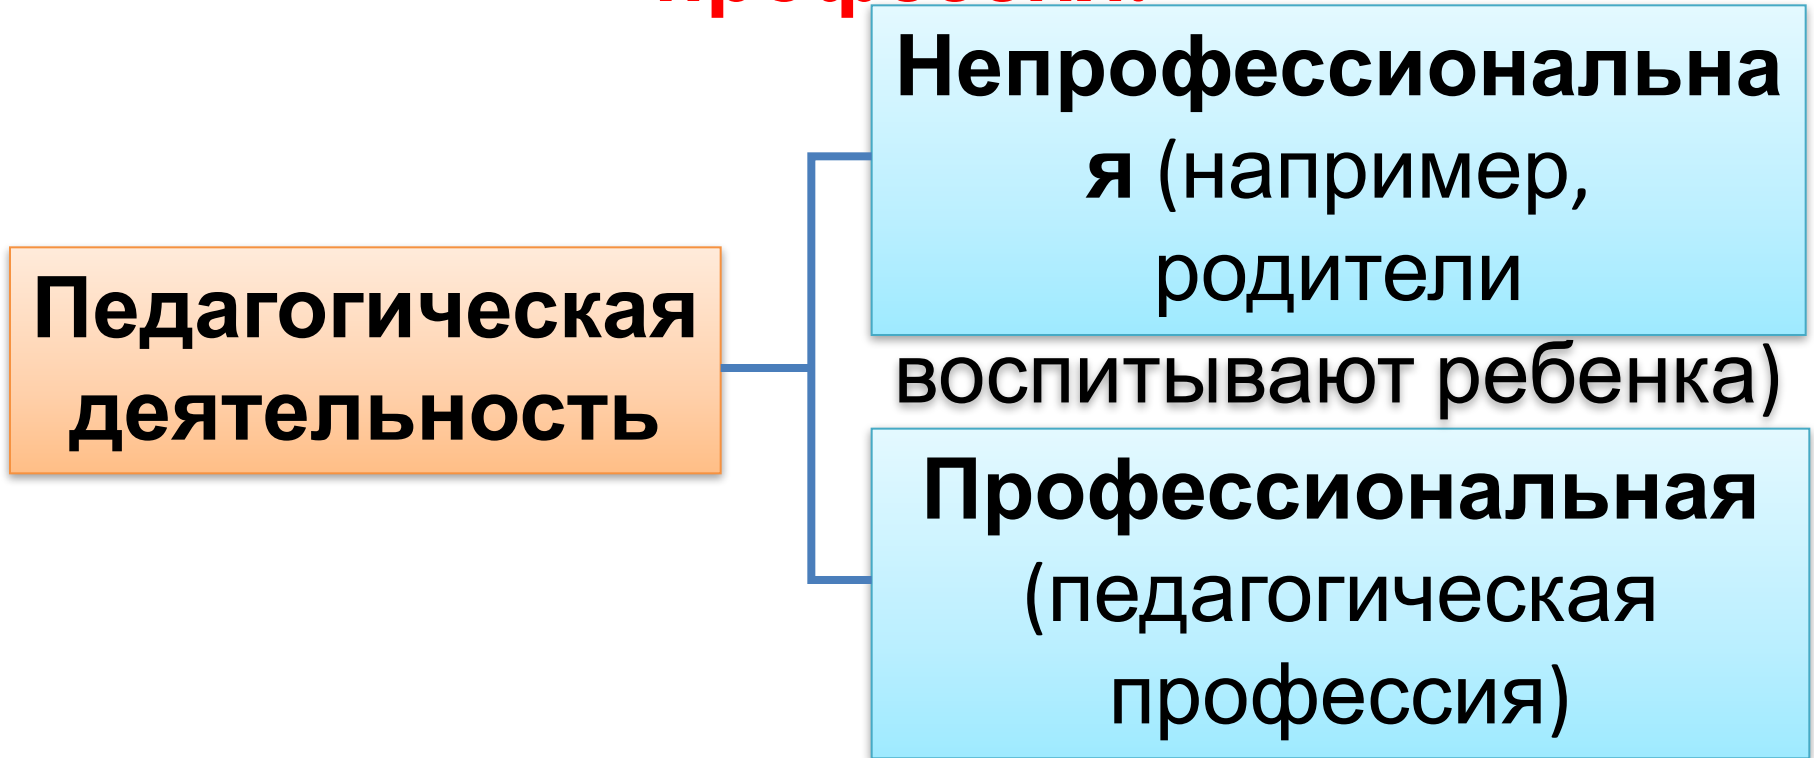 Педагогическая
деятельность
Непрофессиональна
я (например,
родители
воспитывают ребенка)
Профессиональная
(педагогическая
профессия)